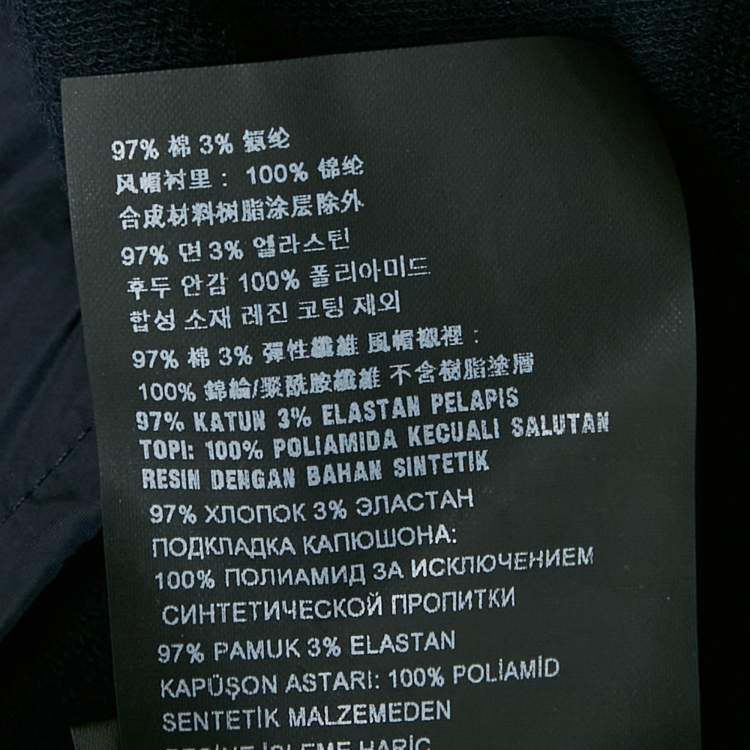 97% 棉 3% 氨纶
风帽衬里： 100% 锦纶
合成材料树脂涂层除外
97% 면 3% 엘라스틴
후두 안감 100% 폴리아미드
합성 소재 레진 코팅 제외
97% 棉 3% 彈性纖維 風帽襯裡：
100% 錦綸/聚酰胺纖維 不含樹脂塗層
97% KATUN 3% ELASTAN PELAPIS
TOPI: 100% POLIAMIDA KECUALI SALUTAN
RESIN DENGAN BAHAN SINTETIK
97% ХЛОПОК 3% ЭЛАСТАН
ПОДКЛАДКА КАПЮШОНА:
100% ПОЛИАМИД ЗА ИСКЛЮЧЕНИЕМ
СИНТЕТИЧЕСКОЙ ПРОПИТКИ
97% PAMUK 3% ELASTAN
KAPÜŞON ASTARI: 100% POLİAMİD
SENTETİK MALZEMEDEN
REÇİNE İŞLEME HARİÇ